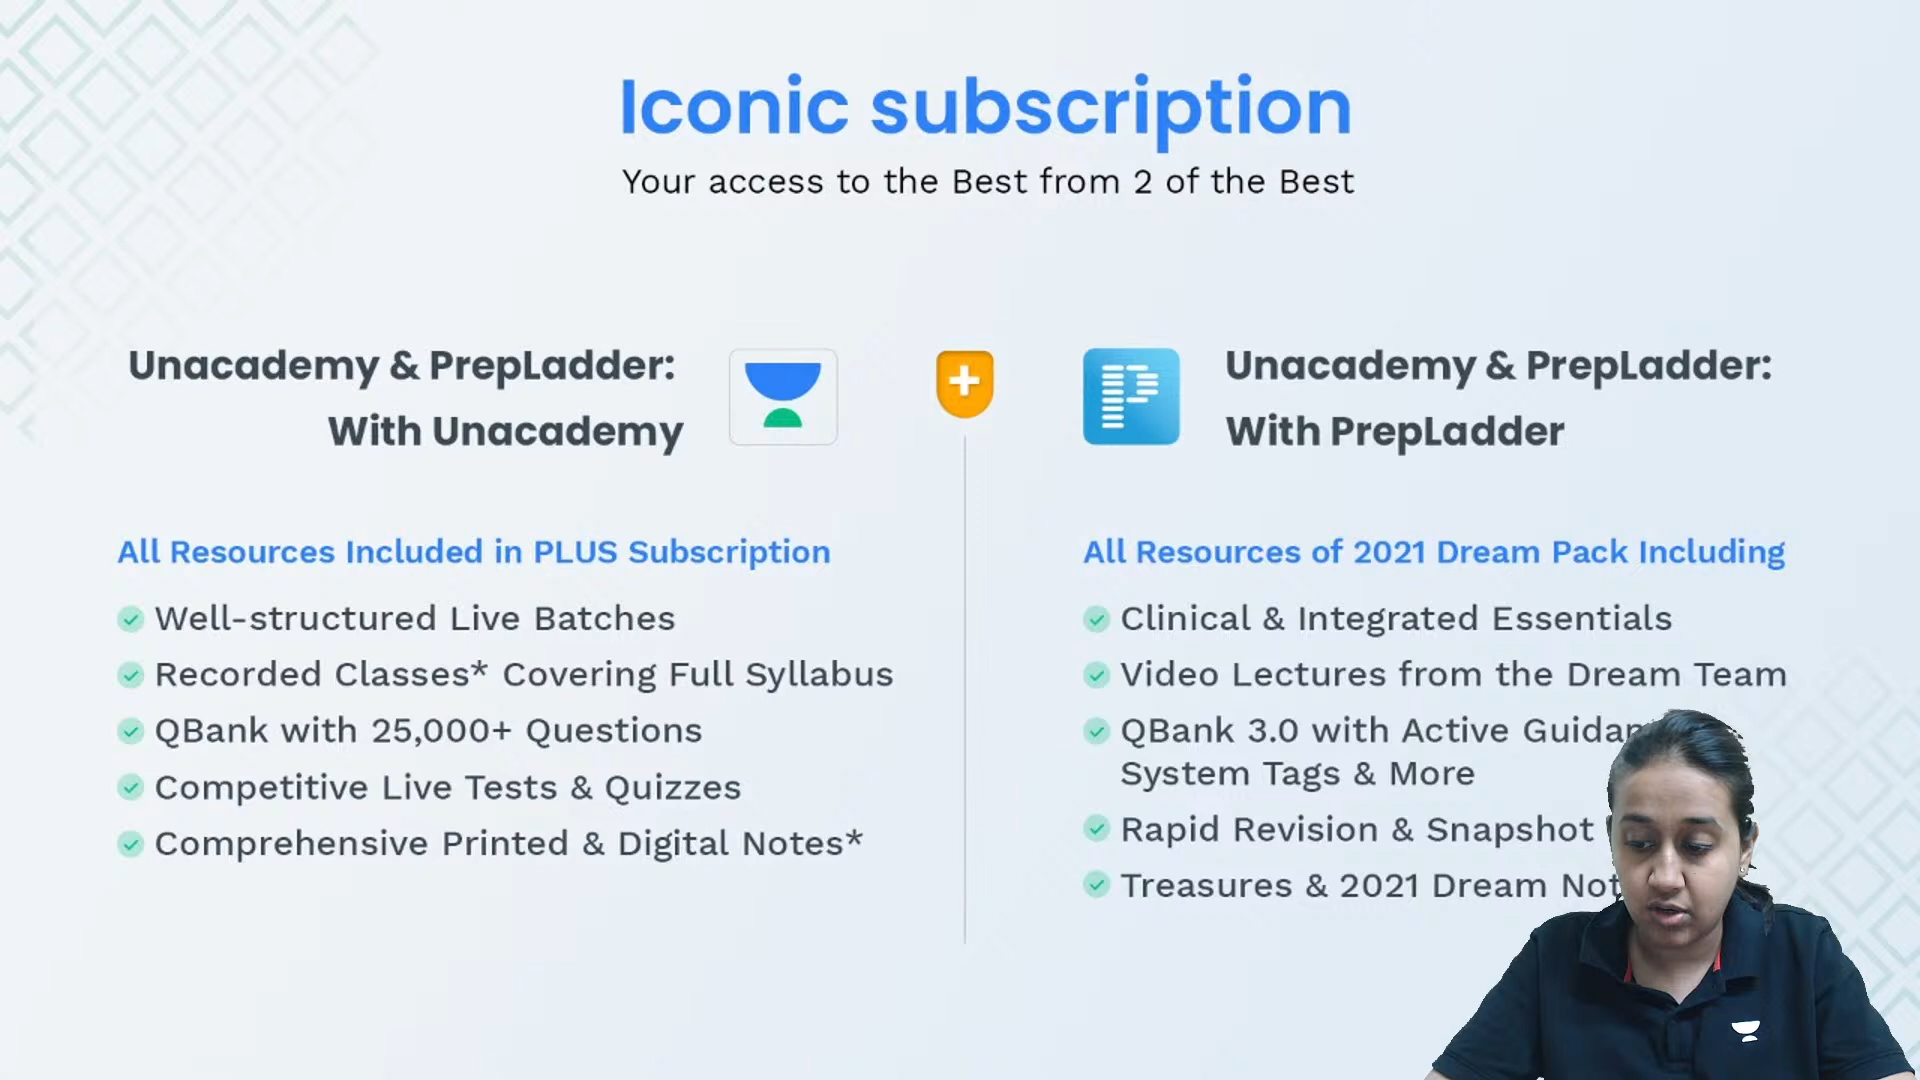 Iconic subscription
Your access to the Best from 2 of the Best
Unacademy & PrepLadder:
With Unacademy
All Resources Included in PLUS Subscription
Well-structured Live Batches
Recorded Classes* Covering Full Syllabus
QBank with 25,000+ Questions
Competitive Live Tests & Quizzes
Comprehensive Printed & Digital Notes*
Unacademy & PrepLadder:
With PrepLadder
All Resources of 2021 Dream Pack Including
Clinical & Integrated Essentials
Video Lectures from the Dream Team
QBank 3.0 with Active
System Tags & More
Rapid Revision & Snapshot
Treasures & 2021 Dream